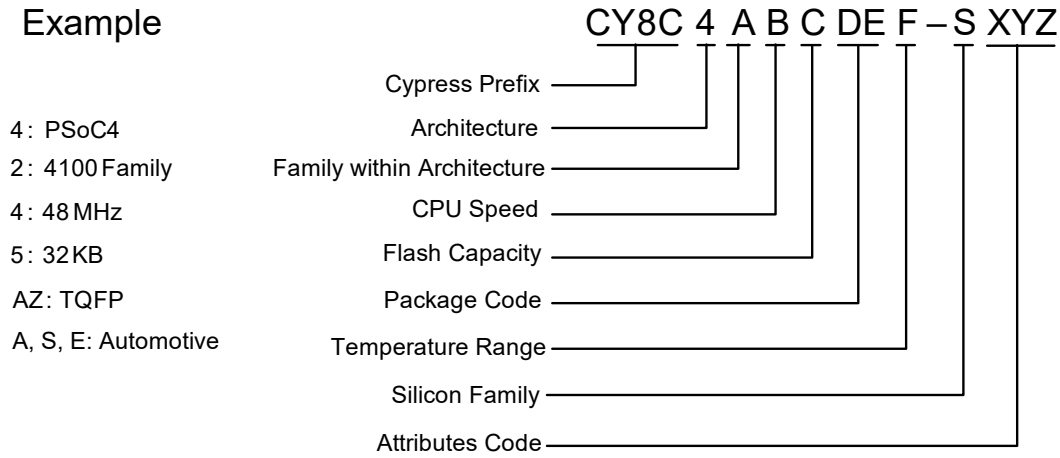 Example CY8C 4 A B C DE F – S XYZ
Cypress Prefix
4: PSoC4 Architecture
2: 4100 Family Family within Architecture
4: 48 MHz CPU Speed
5: 32 KB Flash Capacity
AZ: TQFP Package Code
A, S, E: Automotive Temperature Range
Silicon Family
Attributes Code